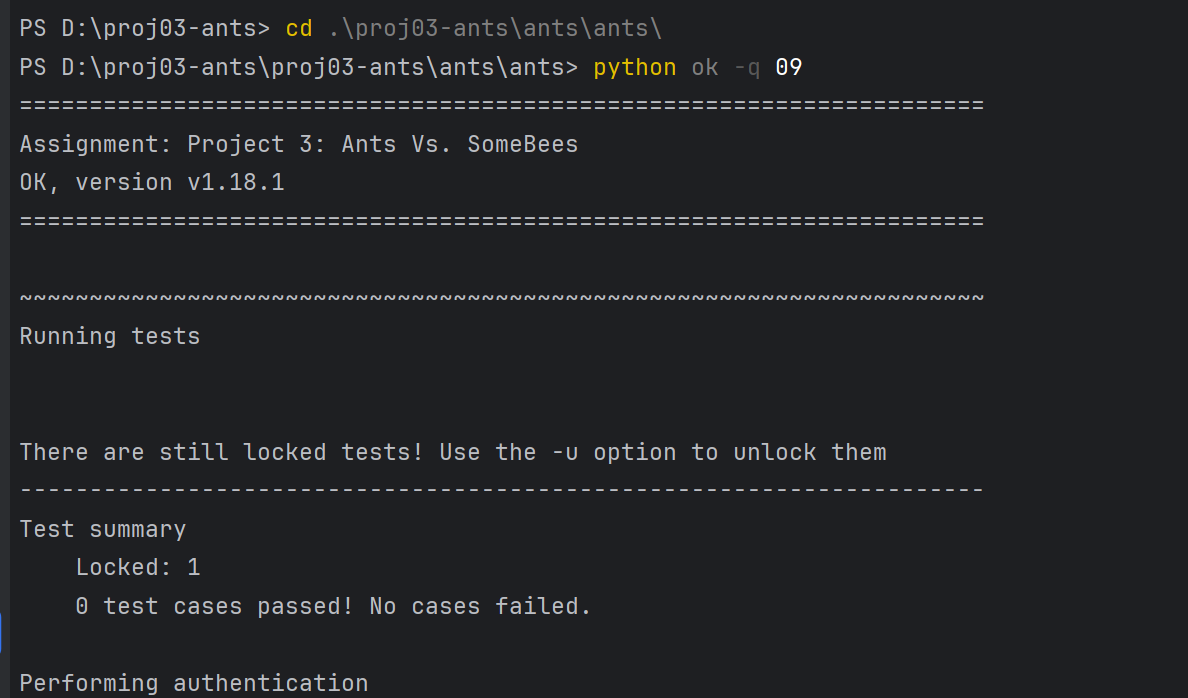 PS D:\proj03-ants> cd .\proj03-ants\ants\ants\
PS D:\proj03-ants\proj03-ants\ants\ants> python ok -q 09
=====================================================================
Assignment: Project 3: Ants Vs. SomeBees
OK, version v1.18.1
=====================================================================
~~~~~~~~~~~~~~~~~~~~~~~~~~~~~~~~~~~~~~~~~~~~~~~~~~~~~~~~~~~~~~~~~~~~~
Running tests
There are still locked tests! Use the -u option to unlock them
---------------------------------------------------------------------
Test summary
    Locked: 1
    0 test cases passed! No cases failed.
Performing authentication